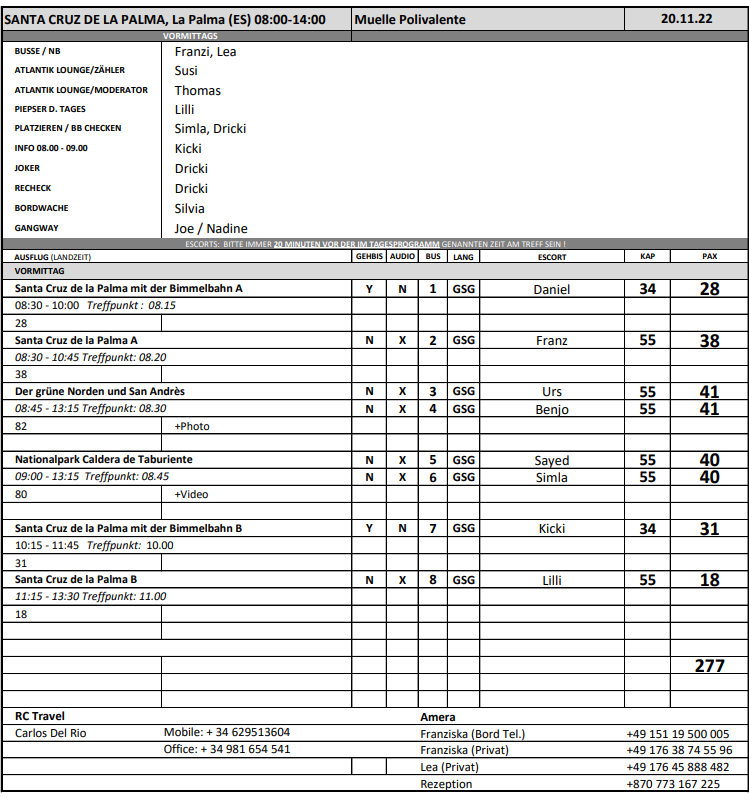 SANTA CRUZ DE LA PALMA, La Palma (ES) 08:00-14:00 Muelle Polivalente 20.11.22
VORMITTAGS
BUSSE / NB Franzi, Lea
ATLANTIK LOUNGE/ZÄHLER Susi
ATLANTIK LOUNGE/MODERATOR Thomas
PIEPSER D. TAGES Lilli
PLATZIEREN / BB CHECKEN Simla, Dricki
INFO 08.00 - 09.00 Kicki
JOKER Dricki
RECHECK Dricki
BORDWACHE Silvia
GANGWAY Joe / Nadine
ESCORTS: BITTE IMMER 20 MINUTEN VOR DER IM TAGESPROGRAMM GENANNTEN ZEIT AM TREFF SEIN !
AUSFLUG (LANDZEIT) GEHBIS AUDIO BUS LANG ESCORT KAP PAX
VORMITTAG
Santa Cruz de la Palma mit der Bimmelbahn A Y N 1 GSG Daniel 34 28
08:30 - 10:00 Treffpunkt : 08.15
28
Santa Cruz de la Palma A N X 2 GSG Franz 55 38
08:30 - 10:45 Treffpunkt: 08.20
38
Der grüne Norden und San Andrès N X 3 GSG Urs 55 41
08:45 - 13:15 Treffpunkt: 08.30 N X 4 GSG Benjo 55 41
82 +Photo
Nationalpark Caldera de Taburiente N X 5 GSG Sayed 55 40
09:00 - 13:15 Treffpunkt: 08.45 N X 6 GSG Simla 55 40
80 +Video
Santa Cruz de la Palma mit der Bimmelbahn B Y N 7 GSG Kicki 34 31
10:15 - 11:45 Treffpunkt: 10.00
31
Santa Cruz de la Palma B N X 8 GSG Lilli 55 18
11:15 - 13:30 Treffpunkt: 11.00
18
277
RC Travel Amera
Carlos Del Rio Mobile: + 34 629513604 Franziska (Bord Tel.) +49 151 19 500 005
Office: + 34 981 654 541 Franziska (Privat) +49 176 38 74 55 96
Lea (Privat) +49 176 45 888 482
Rezeption +870 773 167 225